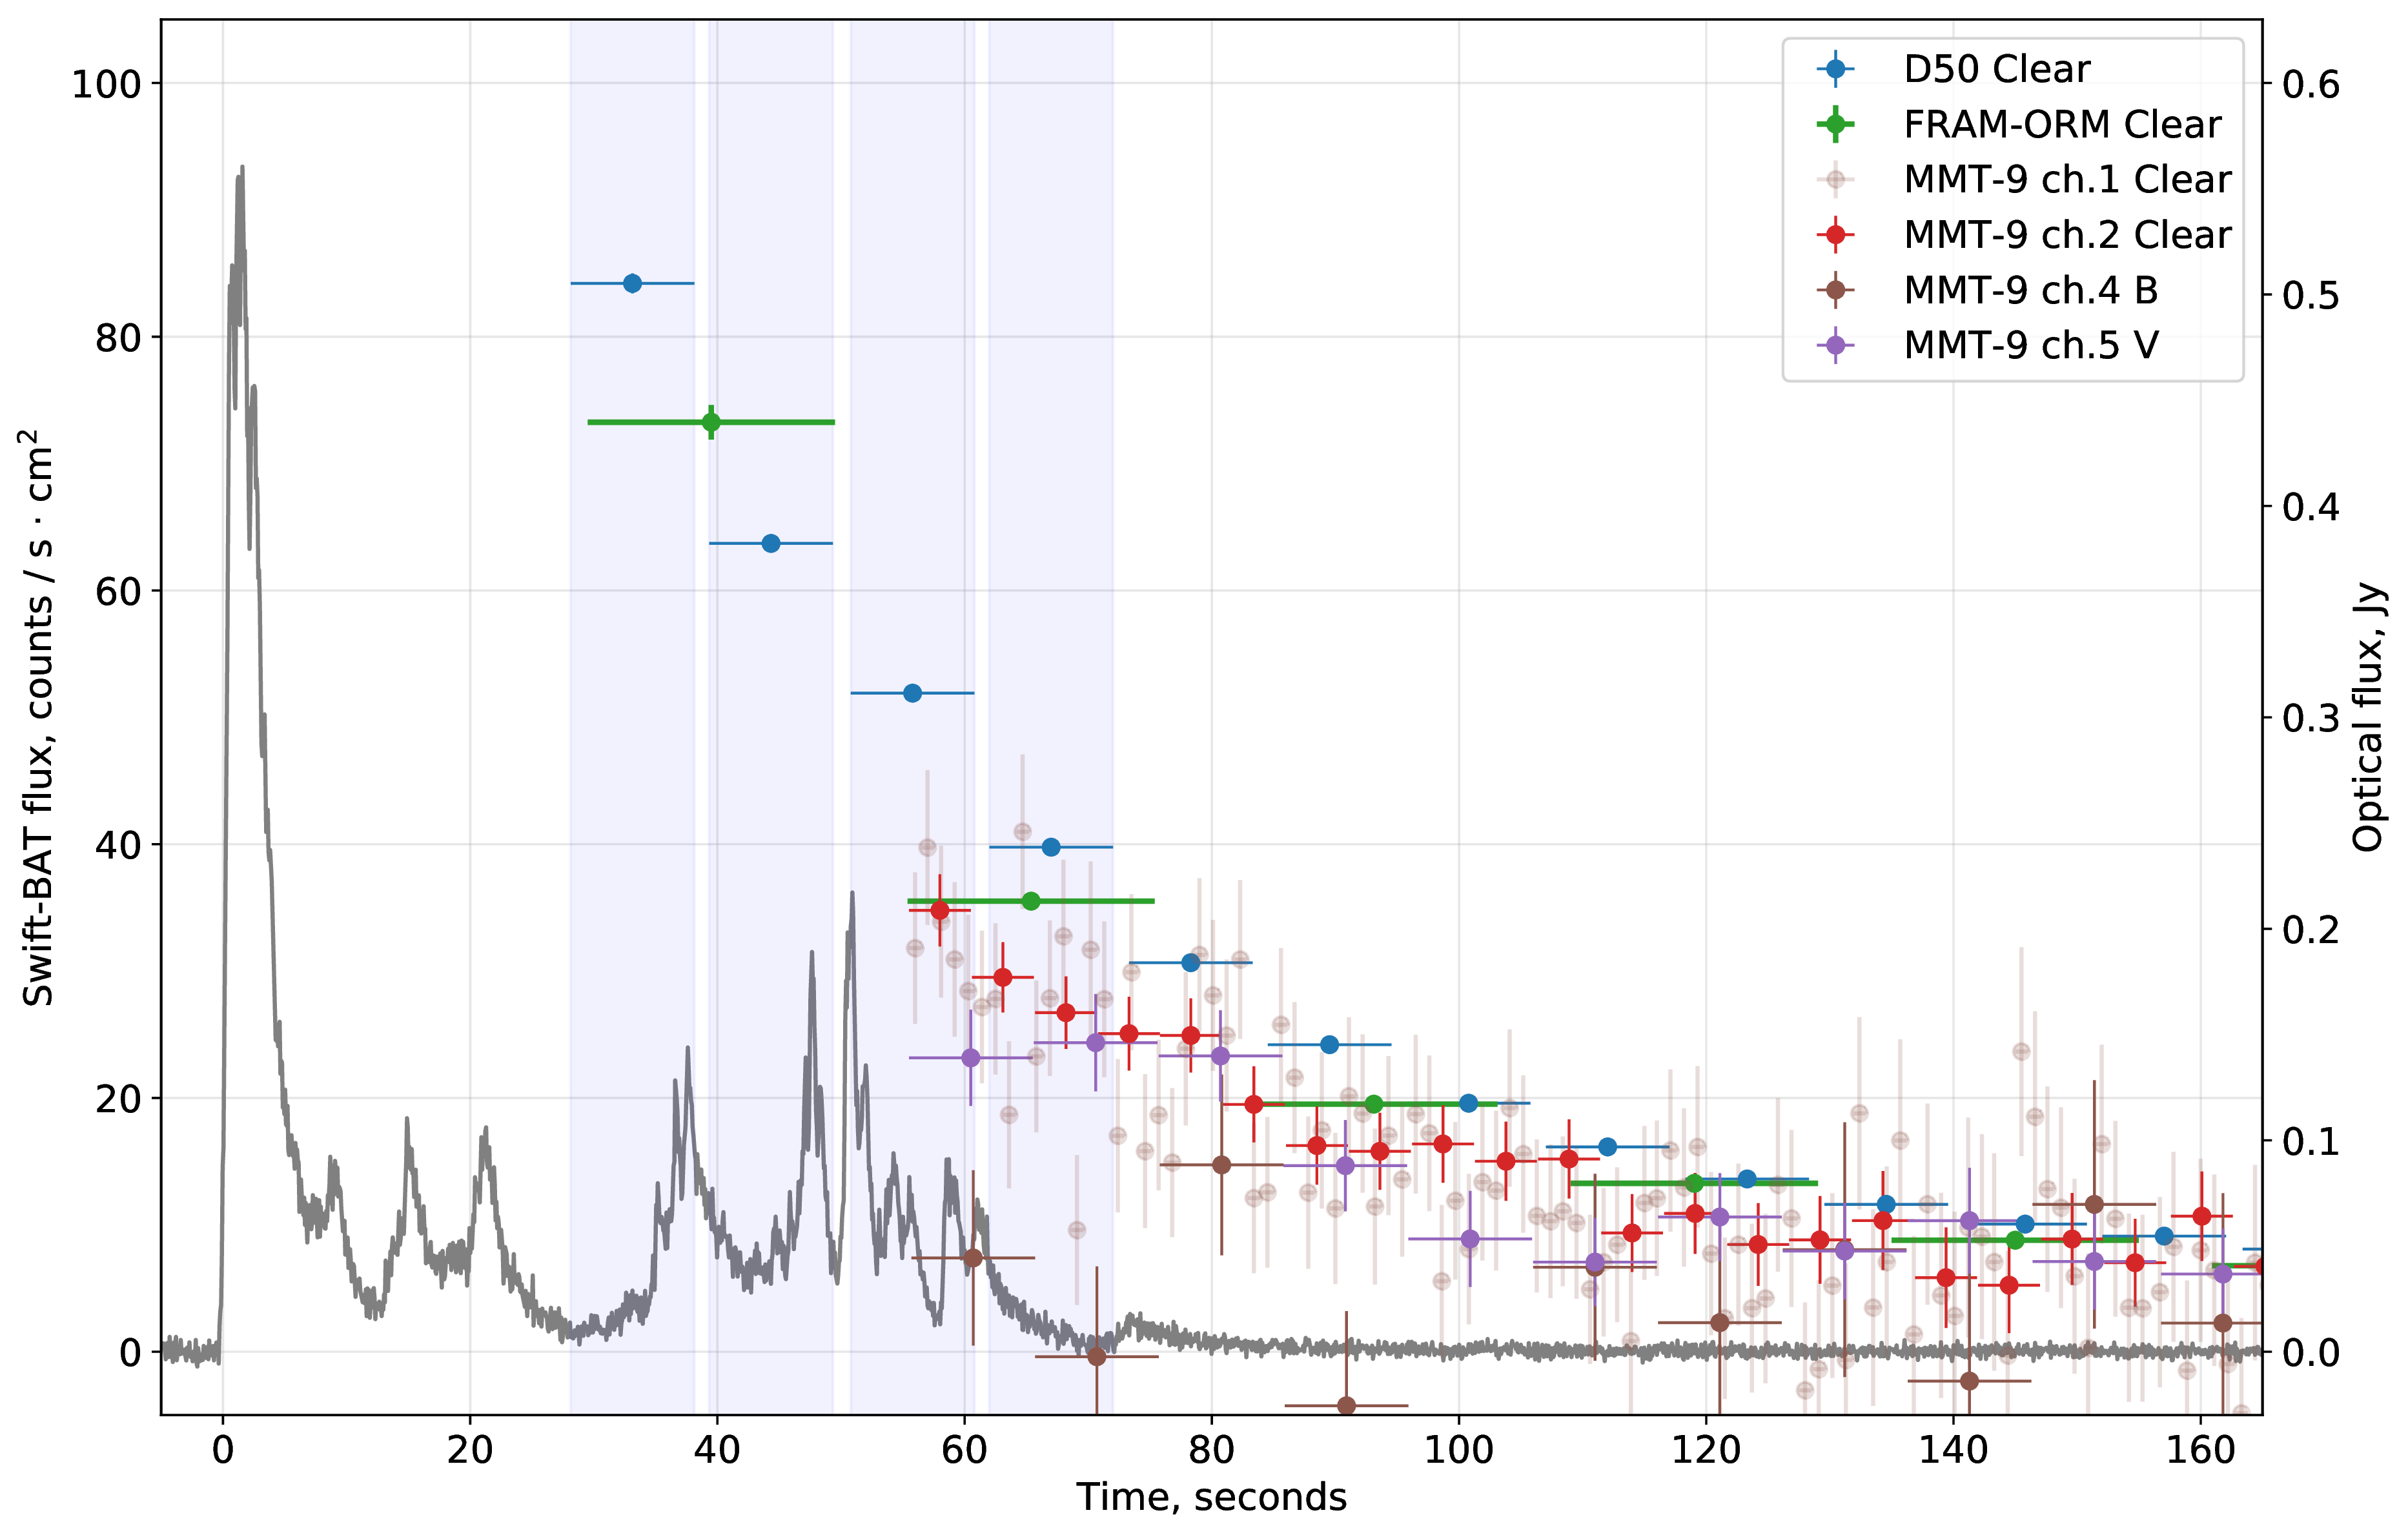 100
80
60
40
20
0
Swift-BAT flux, counts / s · cm²
0.6
0.5
0.4
0.3
0.2
0.1
0.0
Optical flux, Jy
D50 Clear
FRAM-ORM Clear
MMT-9 ch.1 Clear
MMT-9 ch.2 Clear
MMT-9 ch.4 B
MMT-9 ch.5 V
0 20 40 60 80 100 120 140 160
Time, seconds